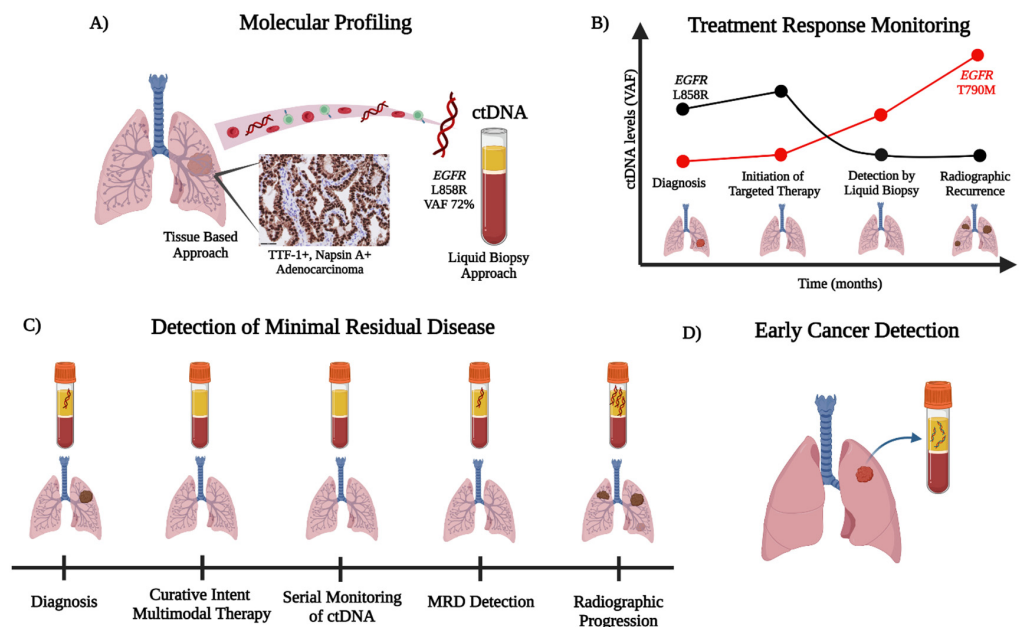 A)
Molecular Profiling
ctDNA
EGFR
L858R
VAF 72%
Tissue Based
Approach
TTF-1+, Napsin A+
Adenocarcinoma
Liquid Biopsy
Approach
B)
Treatment Response Monitoring
ctDNA levels (VAF)
EGFR
L858R
EGFR
T790M
Diagnosis
Initiation of
Targeted Therapy
Detection by
Liquid Biopsy
Radiographic
Recurrence
Time (months)
C)
Detection of Minimal Residual Disease
Diagnosis
Curative Intent
Multimodal Therapy
Serial Monitoring
of ctDNA
MRD Detection
Radiographic
Progression
D)
Early Cancer Detection